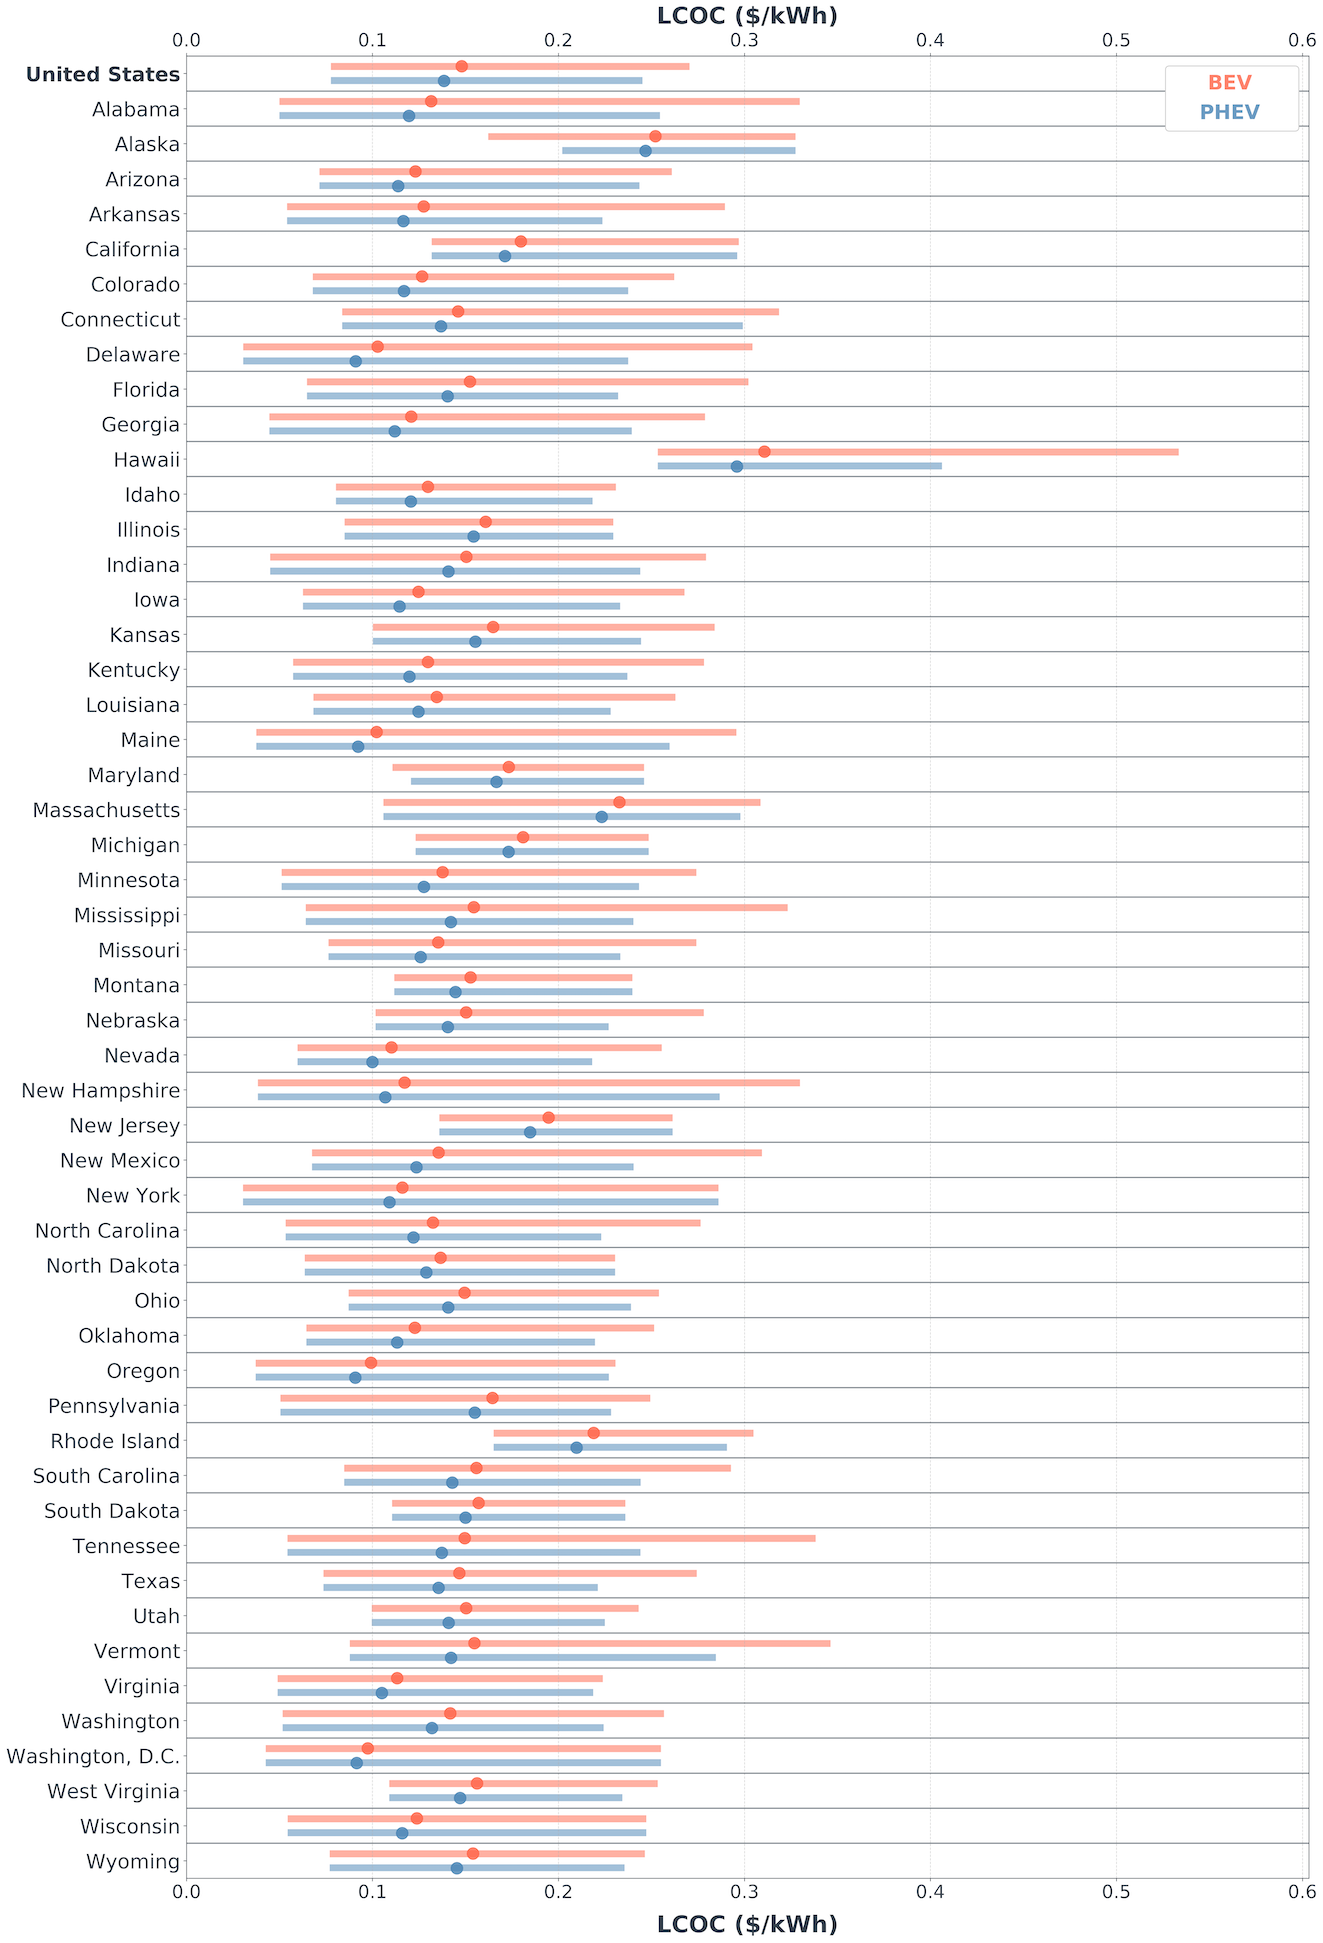 LCOC ($/kWh)
0.0 0.1 0.2 0.3 0.4 0.5 0.6
BEV
PHEV
United States
Alabama
Alaska
Arizona
Arkansas
California
Colorado
Connecticut
Delaware
Florida
Georgia
Hawaii
Idaho
Illinois
Indiana
Iowa
Kansas
Kentucky
Louisiana
Maine
Maryland
Massachusetts
Michigan
Minnesota
Mississippi
Missouri
Montana
Nebraska
Nevada
New Hampshire
New Jersey
New Mexico
New York
North Carolina
North Dakota
Ohio
Oklahoma
Oregon
Pennsylvania
Rhode Island
South Carolina
South Dakota
Tennessee
Texas
Utah
Vermont
Virginia
Washington
Washington, D.C.
West Virginia
Wisconsin
Wyoming
0.0 0.1 0.2 0.3 0.4 0.5 0.6
LCOC ($/kWh)